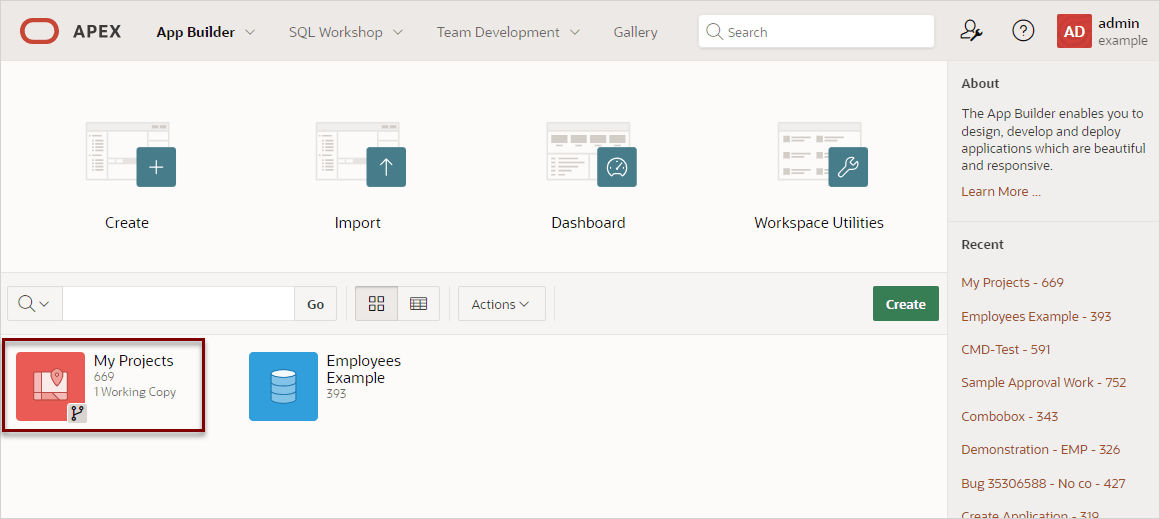 APEX
App Builder
SQL Workshop
Team Development
Gallery
Search
AD
admin
example
Create
Import
Dashboard
Workspace Utilities
Go
Actions
Create
My Projects
669
1 Working Copy
Employees
Example
393
About
The App Builder enables you to
design, develop and deploy
applications which are beautiful
and responsive.
Learn More ...
Recent
My Projects - 669
Employees Example - 393
CMD-Test - 591
Sample Approval Work - 752
Combobox - 343
Demonstration - EMP - 326
Bug 35306588 - No co - 427
Create Application - 319